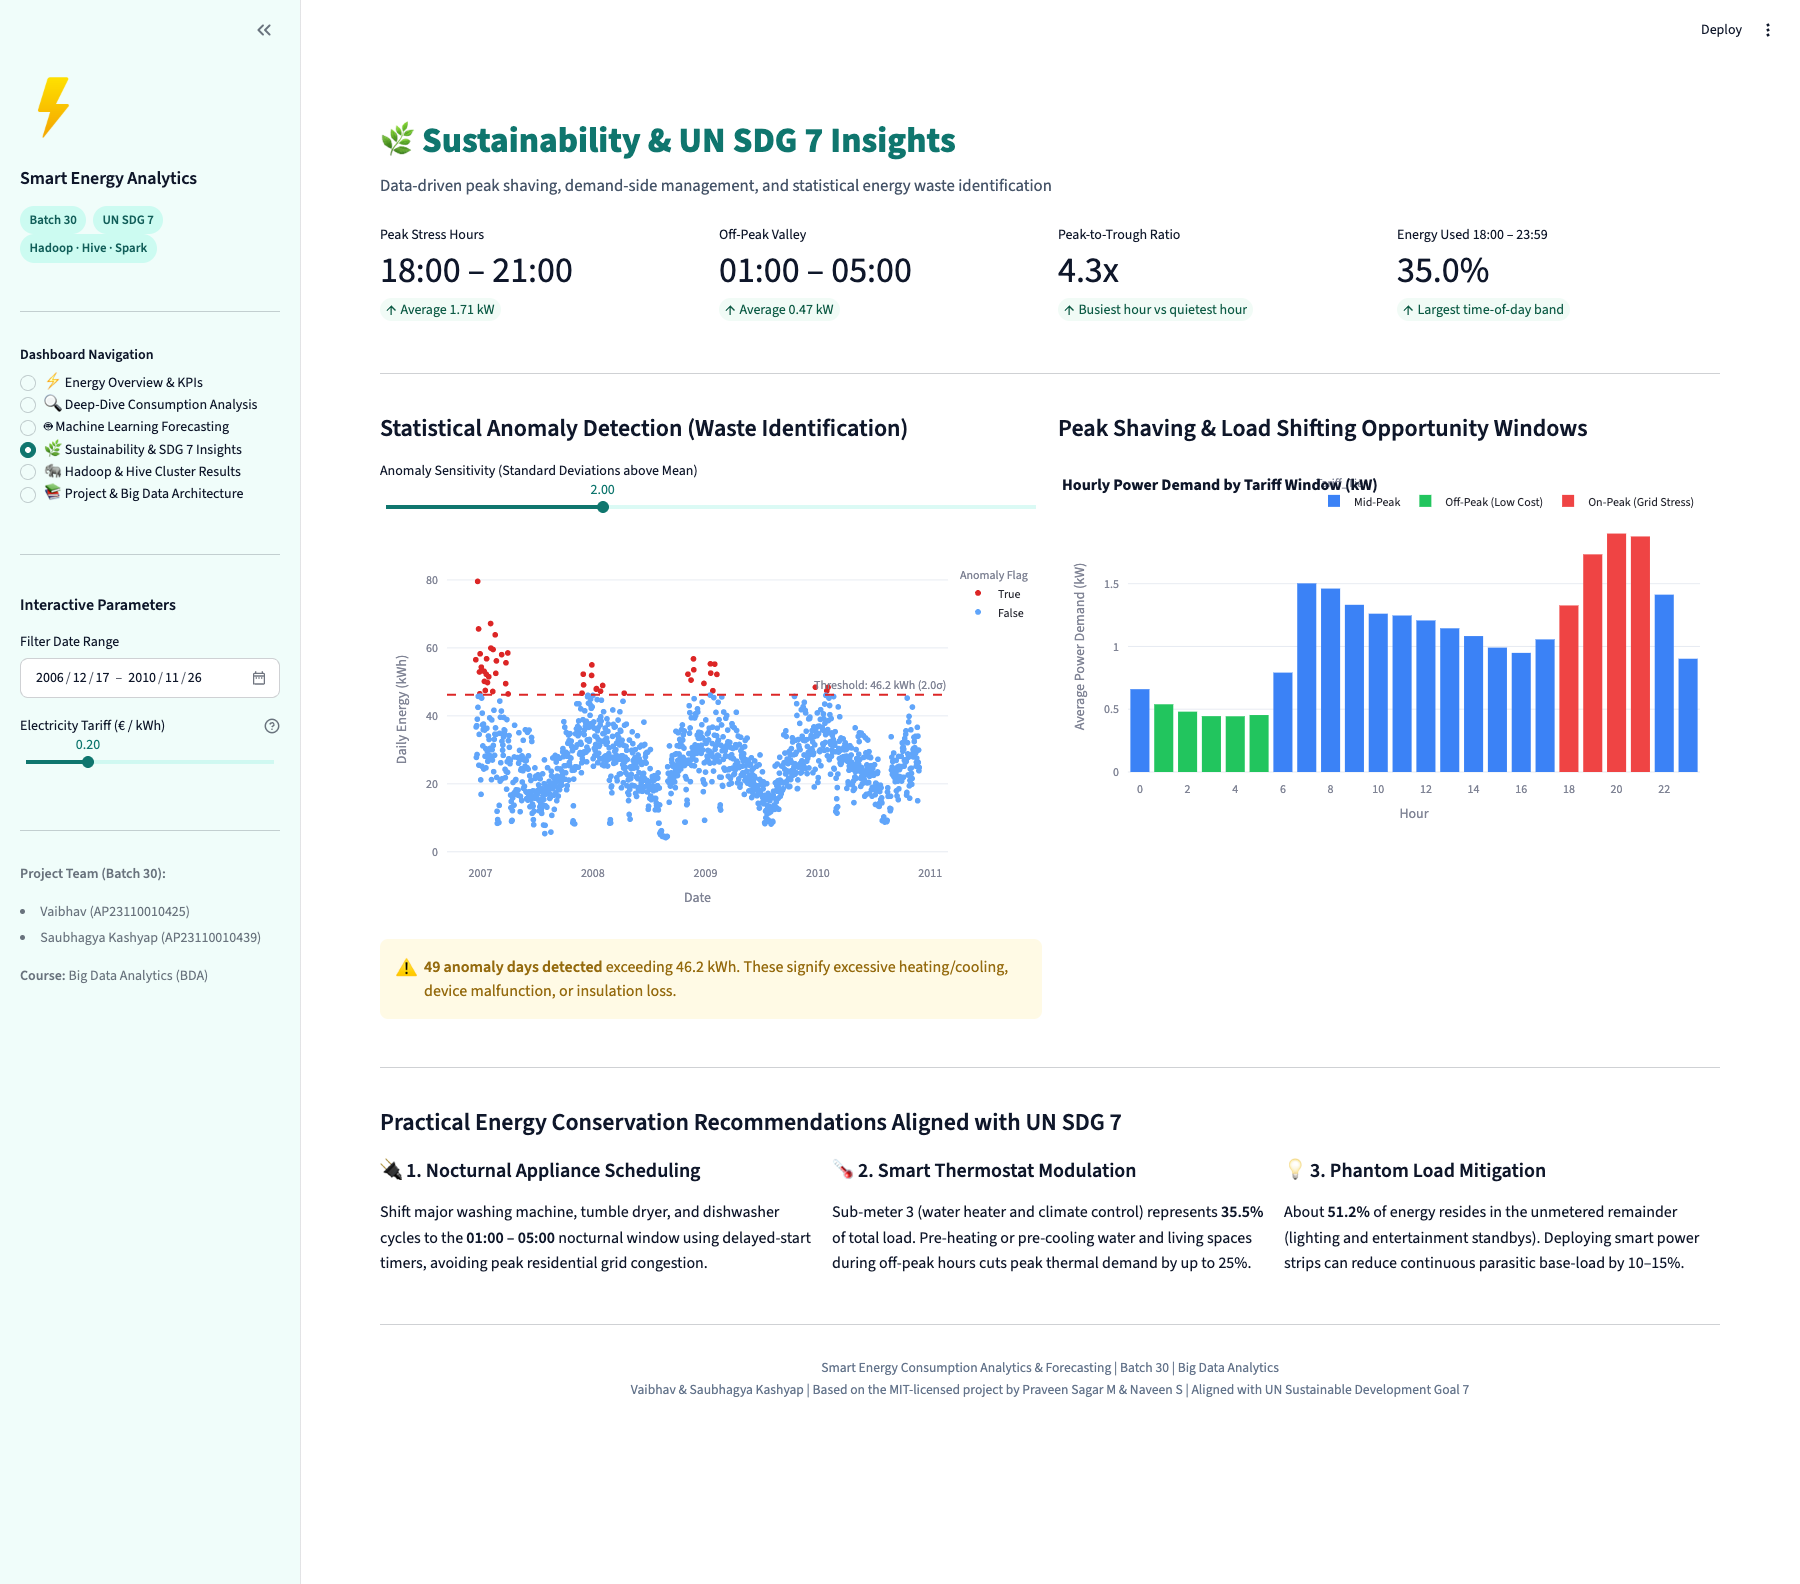 Deploy
Smart Energy Analytics
Batch 30
UN SDG 7
Hadoop · Hive · Spark
Dashboard Navigation
Energy Overview & KPIs
Deep-Dive Consumption Analysis
Machine Learning Forecasting
Sustainability & SDG 7 Insights
Hadoop & Hive Cluster Results
Project & Big Data Architecture
Interactive Parameters
Filter Date Range
2006 / 12 / 17 – 2010 / 11 / 26
Electricity Tariff (€ / kWh)
0.20
Project Team (Batch 30):
• Vaibhav (AP23110010425)
• Saubhagya Kashyap (AP23110010439)
Course: Big Data Analytics (BDA)
Sustainability & UN SDG 7 Insights
Data-driven peak shaving, demand-side management, and statistical energy waste identification
Peak Stress Hours
18:00 – 21:00
↑ Average 1.71 kW
Off-Peak Valley
01:00 – 05:00
↑ Average 0.47 kW
Peak-to-Trough Ratio
4.3x
↑ Busiest hour vs quietest hour
Energy Used 18:00 – 23:59
35.0%
↑ Largest time-of-day band
Statistical Anomaly Detection (Waste Identification)
Anomaly Sensitivity (Standard Deviations above Mean)
2.00
Anomaly Flag
True
False
Threshold: 46.2 kWh (2.0σ)
Daily Energy (kWh)
80
60
40
20
0
2007
2008
2009
2010
2011
Date
49 anomaly days detected exceeding 46.2 kWh. These signify excessive heating/cooling,
device malfunction, or insulation loss.
Peak Shaving & Load Shifting Opportunity Windows
Hourly Power Demand by Tariff Window (kW)
Mid-Peak
Off-Peak (Low Cost)
On-Peak (Grid Stress)
Average Power Demand (kW)
1.5
1
0.5
0
0
2
4
6
8
10
12
14
16
18
20
22
Hour
Practical Energy Conservation Recommendations Aligned with UN SDG 7
1. Nocturnal Appliance Scheduling
Shift major washing machine, tumble dryer, and dishwasher
cycles to the 01:00 – 05:00 nocturnal window using delayed-start
timers, avoiding peak residential grid congestion.
2. Smart Thermostat Modulation
Sub-meter 3 (water heater and climate control) represents 35.5%
of total load. Pre-heating or pre-cooling water and living spaces
during off-peak hours cuts peak thermal demand by up to 25%.
3. Phantom Load Mitigation
About 51.2% of energy resides in the unmetered remainder
(lighting and entertainment standbys). Deploying smart power
strips can reduce continuous parasitic base-load by 10–15%.
Smart Energy Consumption Analytics & Forecasting | Batch 30 | Big Data Analytics
Vaibhav & Saubhagya Kashyap | Based on the MIT-licensed project by Praveen Sagar M & Naveen S | Aligned with UN Sustainable Development Goal 7